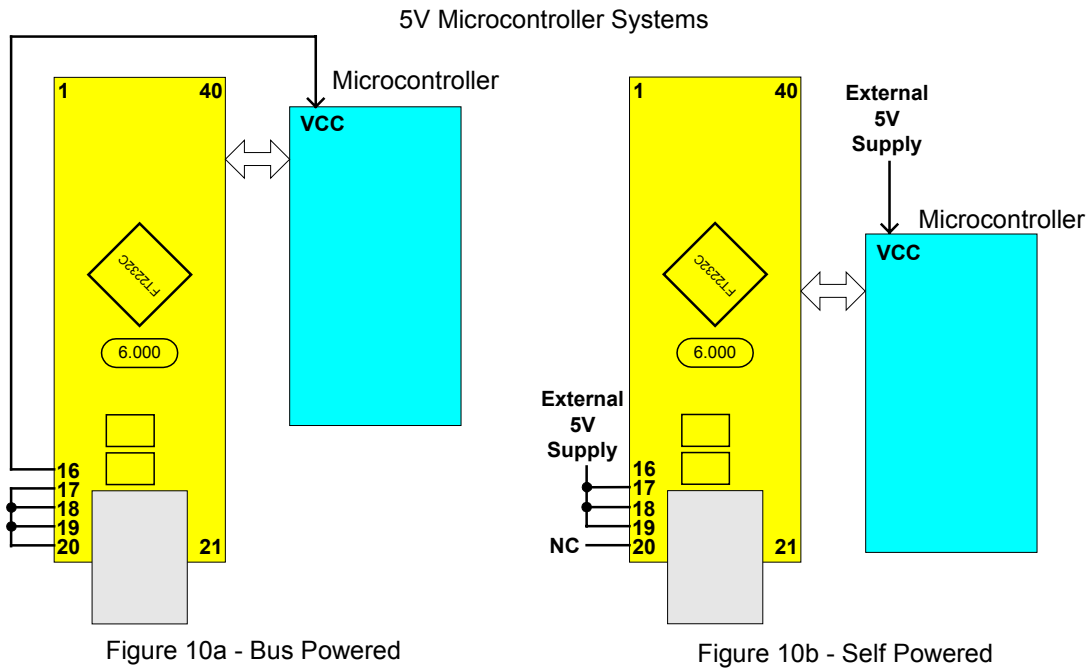 5V Microcontroller Systems
1
40
Microcontroller
VCC
FT2232C
6.000
16
17
18
19
20
21
Figure 10a - Bus Powered
1
40
External
5V
Supply
Microcontroller
VCC
FT2232C
6.000
External
5V
Supply
16
17
18
19
NC
20
21
Figure 10b - Self Powered